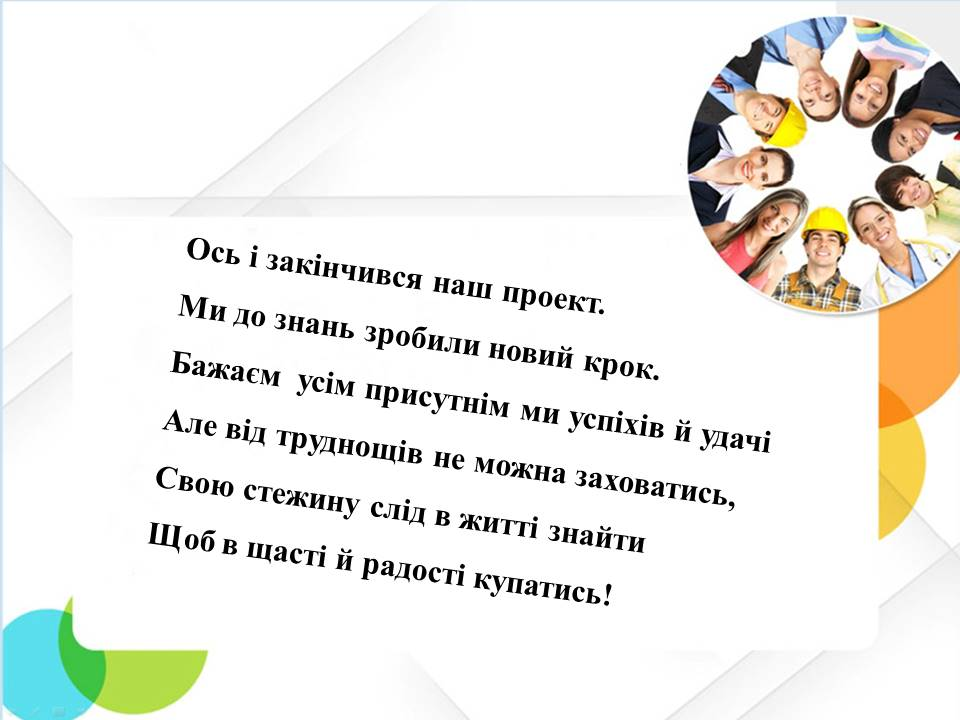 Ось і закінчився наш проект.
Ми до знань зробили новий крок.
Бажаєм усім присутнім ми успіхів й удачі
Але від труднощів не можна заховатись,
Свою стежину слід в житті знайти
Щоб в щасті й радості купатись!